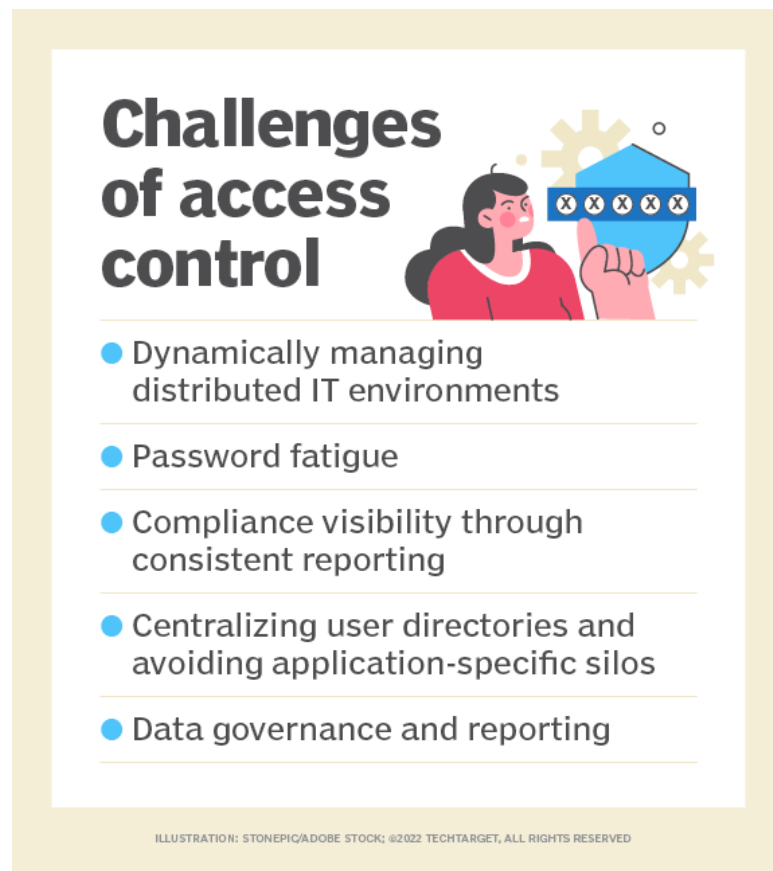 Challenges
of access
control
X X X X X
Dynamically managing
distributed IT environments
Password fatigue
Compliance visibility through
consistent reporting
Centralizing user directories and
avoiding application-specific silos
Data governance and reporting
ILLUSTRATION: STONEPIC/ADOBE STOCK; ©2022 TECHTARGET, ALL RIGHTS RESERVED